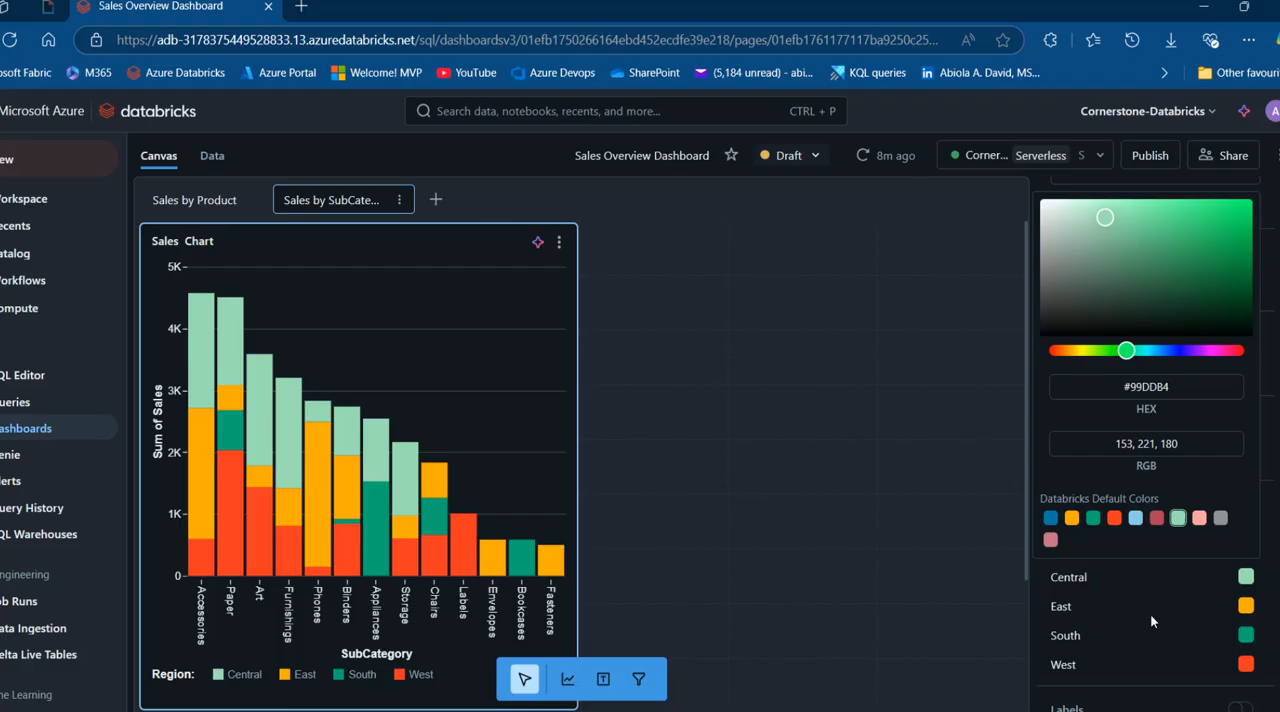 Sales Overview Dashboard
https://adb-3178375449528833.13.azuredatabricks.net/sql/dashboardsv3/01efb1750266164ebd452ecdfe39e218/pages/01efb1761177117ba9250c25...
osoft Fabric M365 Azure Databricks Azure Portal Welcome! MVP YouTube Azure Devops SharePoint (5,184 unread) - abi... KQL queries Abiola A. David, MS... Other favouri
Microsoft Azure databricks Search data, notebooks, recents, and more... CTRL + P Cornerstone-Databricks A
ew
Canvas Data Sales Overview Dashboard Draft 8m ago Corner... Serverless S Publish Share
orkspace
ecents
atalog
orkflows
ompute
QL Editor
ueries
ashboards
enie
lerts
uery History
QL Warehouses
ngineering
ob Runs
ata Ingestion
elta Live Tables
ne Learning
Sales by Product Sales by SubCate...
Sales Chart
5K
4K
3K
2K
1K
0
Sum of Sales
Accessories
Paper
Art
Furnishings
Phones
Binders
Appliances
Storage
Chairs
Labels
Envelopes
Bookcases
Fasteners
SubCategory
Region: Central East South West
#99DDB4
HEX
153, 221, 180
RGB
Databricks Default Colors
Central
East
South
West
Labels